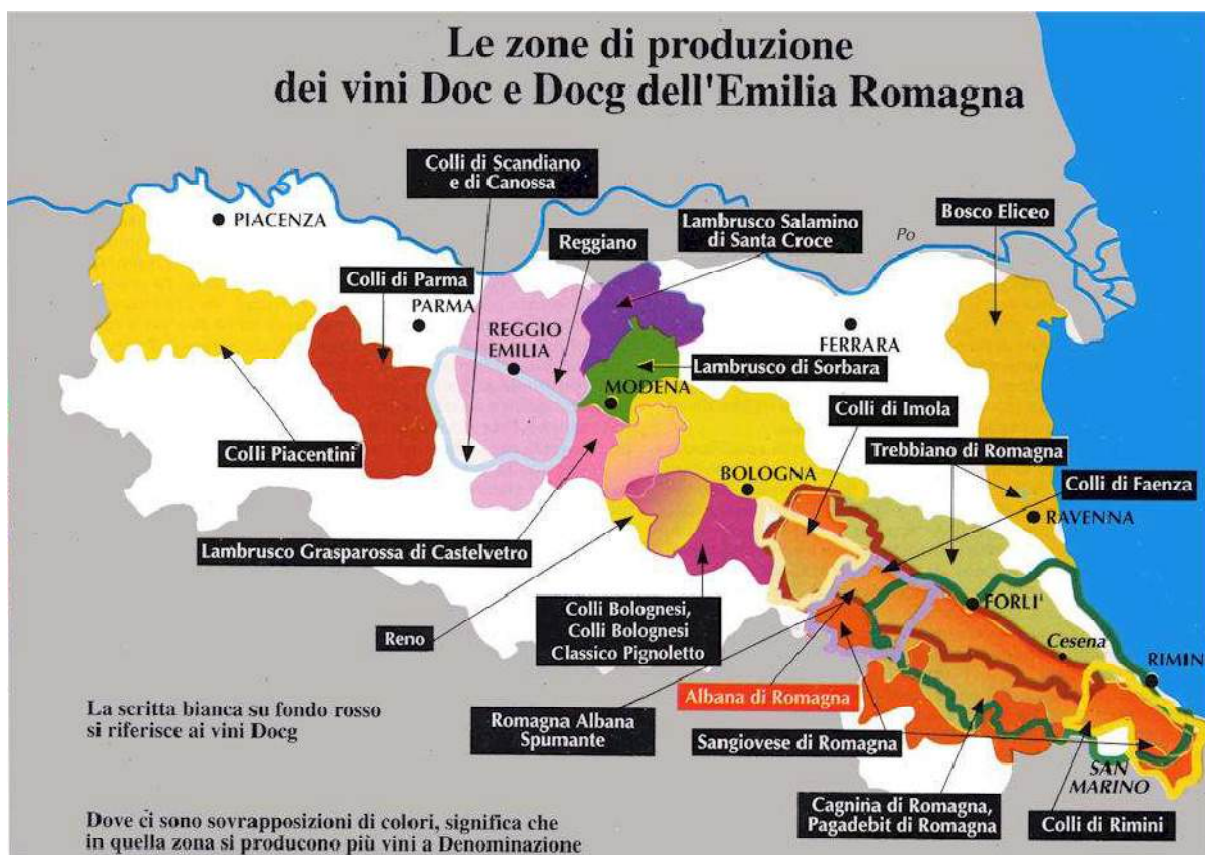 Le zone di produzione
dei vini Doc e Docg dell'Emilia Romagna
Colli di Scandiano
e di Canossa
PIACENZA
Reggiano
Lambrusco Salamino
di Santa Croce
Po
Bosco Eliceo
Colli di Parma
PARMA
REGGIO
EMILIA
FERRARA
Lambrusco di Sorbara
MODENA
Colli di Imola
Colli Piacentini
Trebbiano di Romagna
BOLOGNA
Colli di Faenza
RAVENNA
Lambrusco Grasparossa di Castelvetro
FORLI'
Colli Bolognesi,
Colli Bolognesi
Classico Pignoletto
Reno
Cesena
RIMIN
Albana di Romagna
La scritta bianca su fondo rosso
si riferisce ai vini Docg
Romagna Albana
Spumante
Sangiovese di Romagna
SAN
MARINO
Cagnina di Romagna,
Pagadebit di Romagna
Colli di Rimini
Dove ci sono sovrapposizioni di colori, significa che
in quella zona si producono più vini a Denominazione